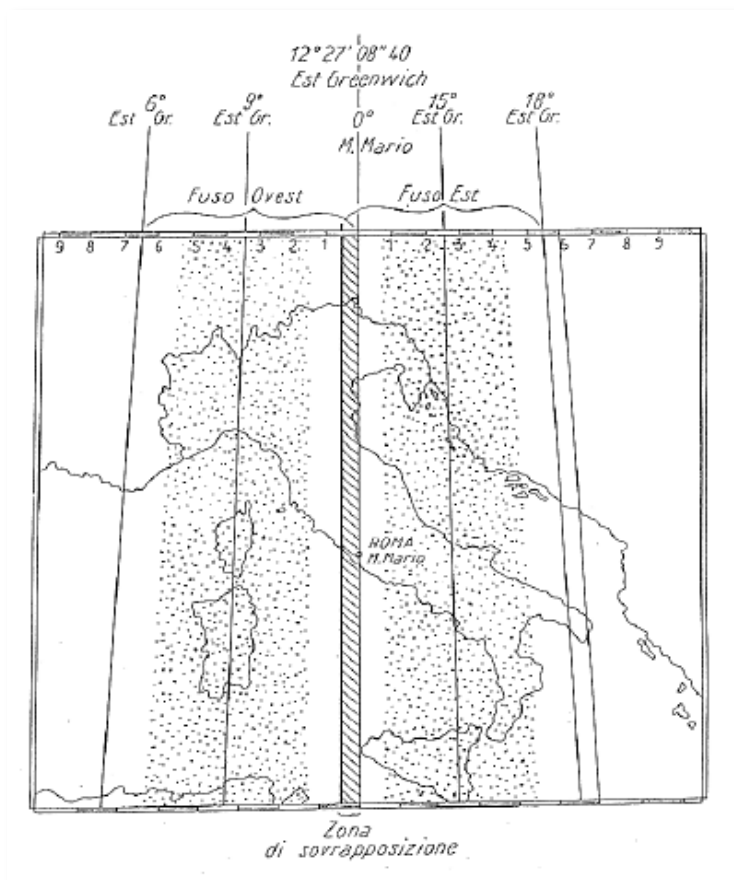 12° 27' 08" 40
Est Greenwich
6°
Est Gr.
9°
Est Gr.
0°
M. Mario
15°
Est Gr.
18°
Est Gr.
Fuso Ovest
Fuso Est
9 8 7 6 5 4 3 2 1 1 2 3 4 5 6 7 8 9
ROMA
M. Mario
Zona
di sovrapposizione